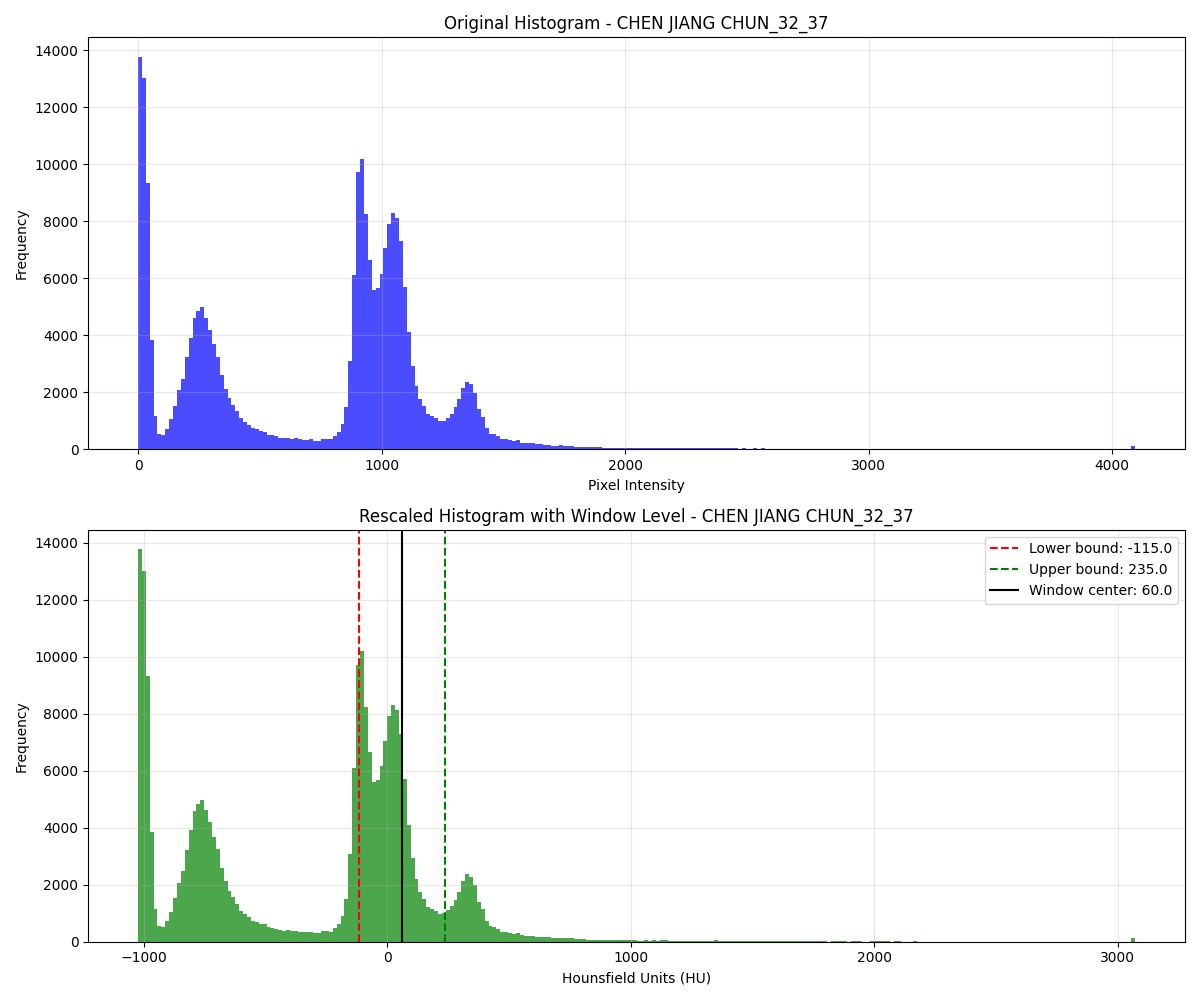 Original Histogram - CHEN JIANG CHUN_32_37
14000
12000
10000
8000
6000
4000
2000
0
Frequency
0 1000 2000 3000 4000
Pixel Intensity
Rescaled Histogram with Window Level - CHEN JIANG CHUN_32_37
Lower bound: -115.0
Upper bound: 235.0
Window center: 60.0
14000
12000
10000
8000
6000
4000
2000
0
Frequency
−1000 0 1000 2000 3000
Hounsfield Units (HU)